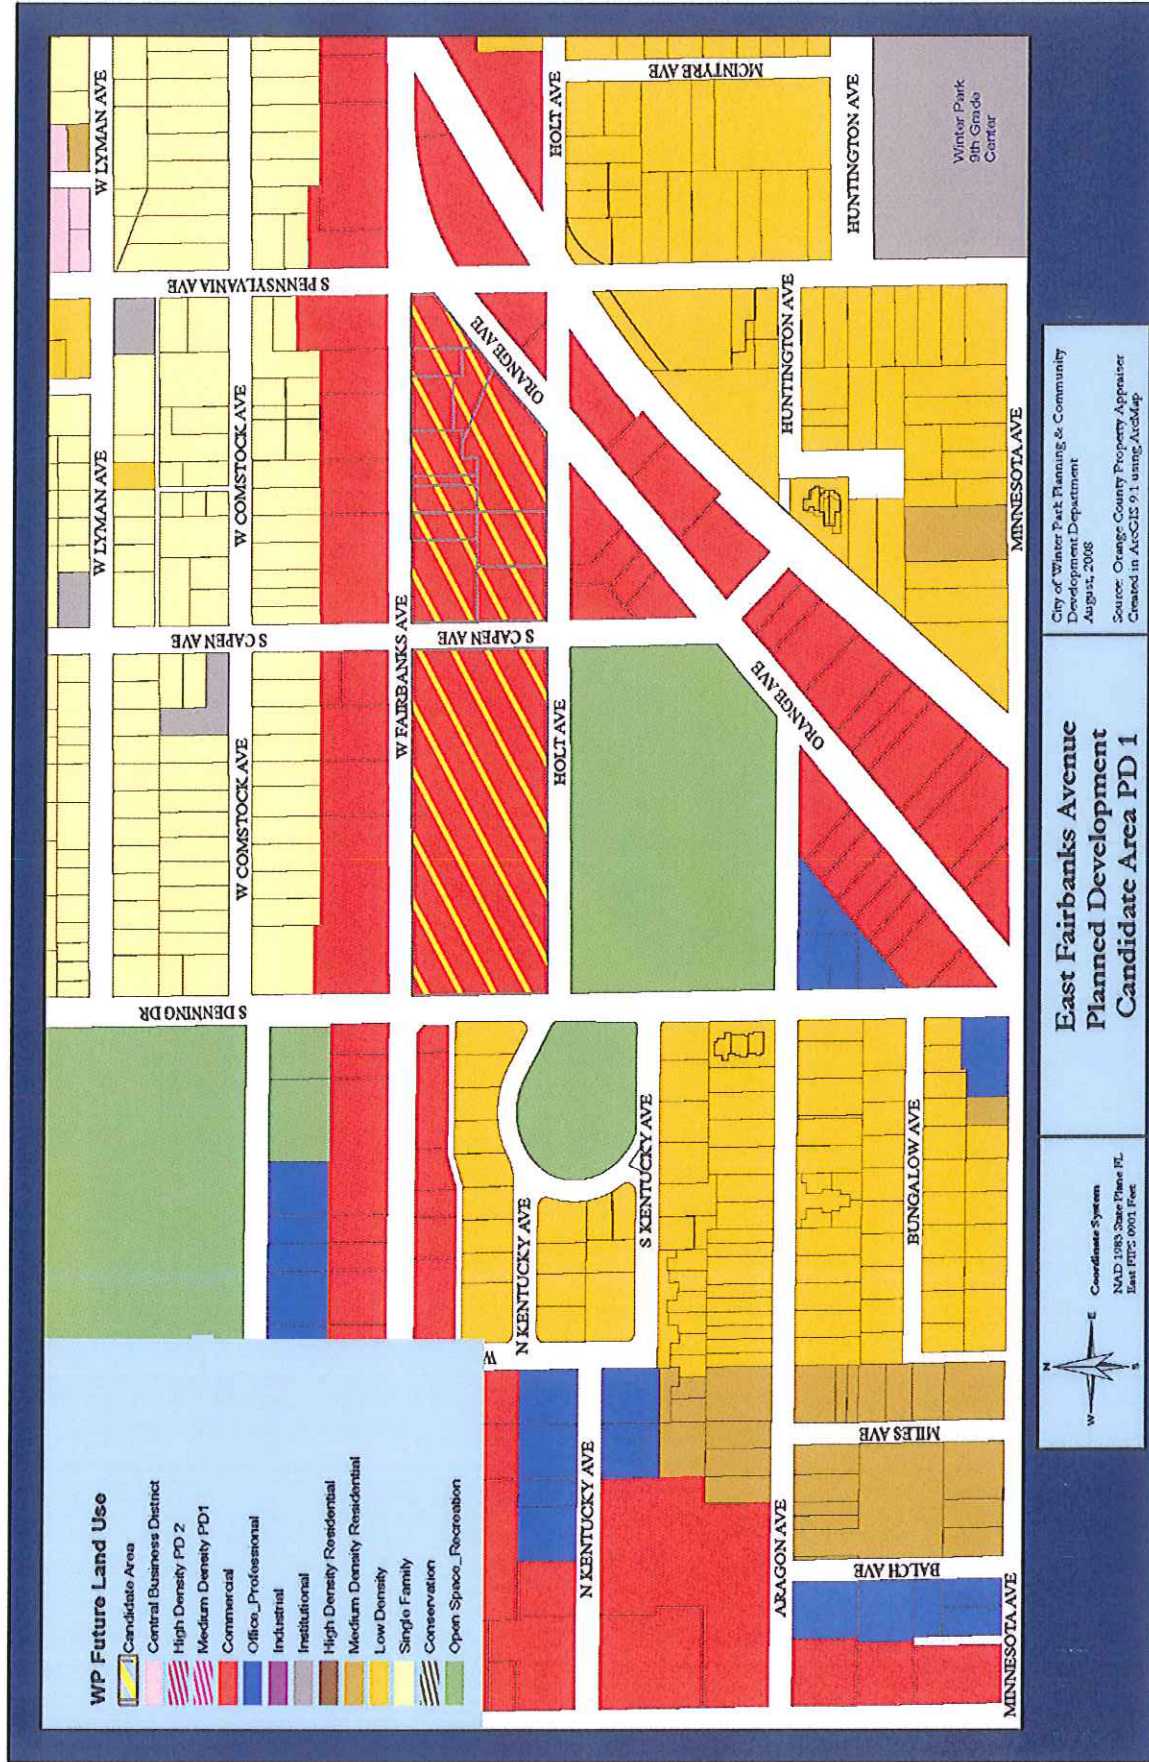 WP Future Land Use
Candidate Area
Central Business District
High Density PD 2
Medium Density PD1
Commercial
Office_Professional
Industrial
Institutional
High Density Residential
Medium Density Residential
Low Density
Single Family
Conservation
Open Space_Recreation
W LYMAN AVE
W LYMAN AVE
W COMSTOCK AVE
W COMSTOCK AVE
S DENNING DR
S CAPEN AVE
S PENNSYLVANIA AVE
W FAIRBANKS AVE
S CAPEN AVE
ORANGE AVE
HOLT AVE
HOLT AVE
MCINTYRE AVE
HUNTINGTON AVE
HUNTINGTON AVE
Winter Park
9th Grade
Center
W
N KENTUCKY AVE
N KENTUCKY AVE
S KENTUCKY AVE
ORANGE AVE
ARAGON AVE
BUNGALOW AVE
MILES AVE
BALCH AVE
MINNESOTA AVE
MINNESOTA AVE
N
W
E
S
Coordinate System
NAD 1983 State Plane FL
East FIPS 0901 Feet
East Fairbanks Avenue
Planned Development
Candidate Area PD 1
City of Winter Park Planning & Community
Development Department
August, 2008
Source: Orange County Property Appraiser
Created in ArcGIS 9.1 using ArcMap